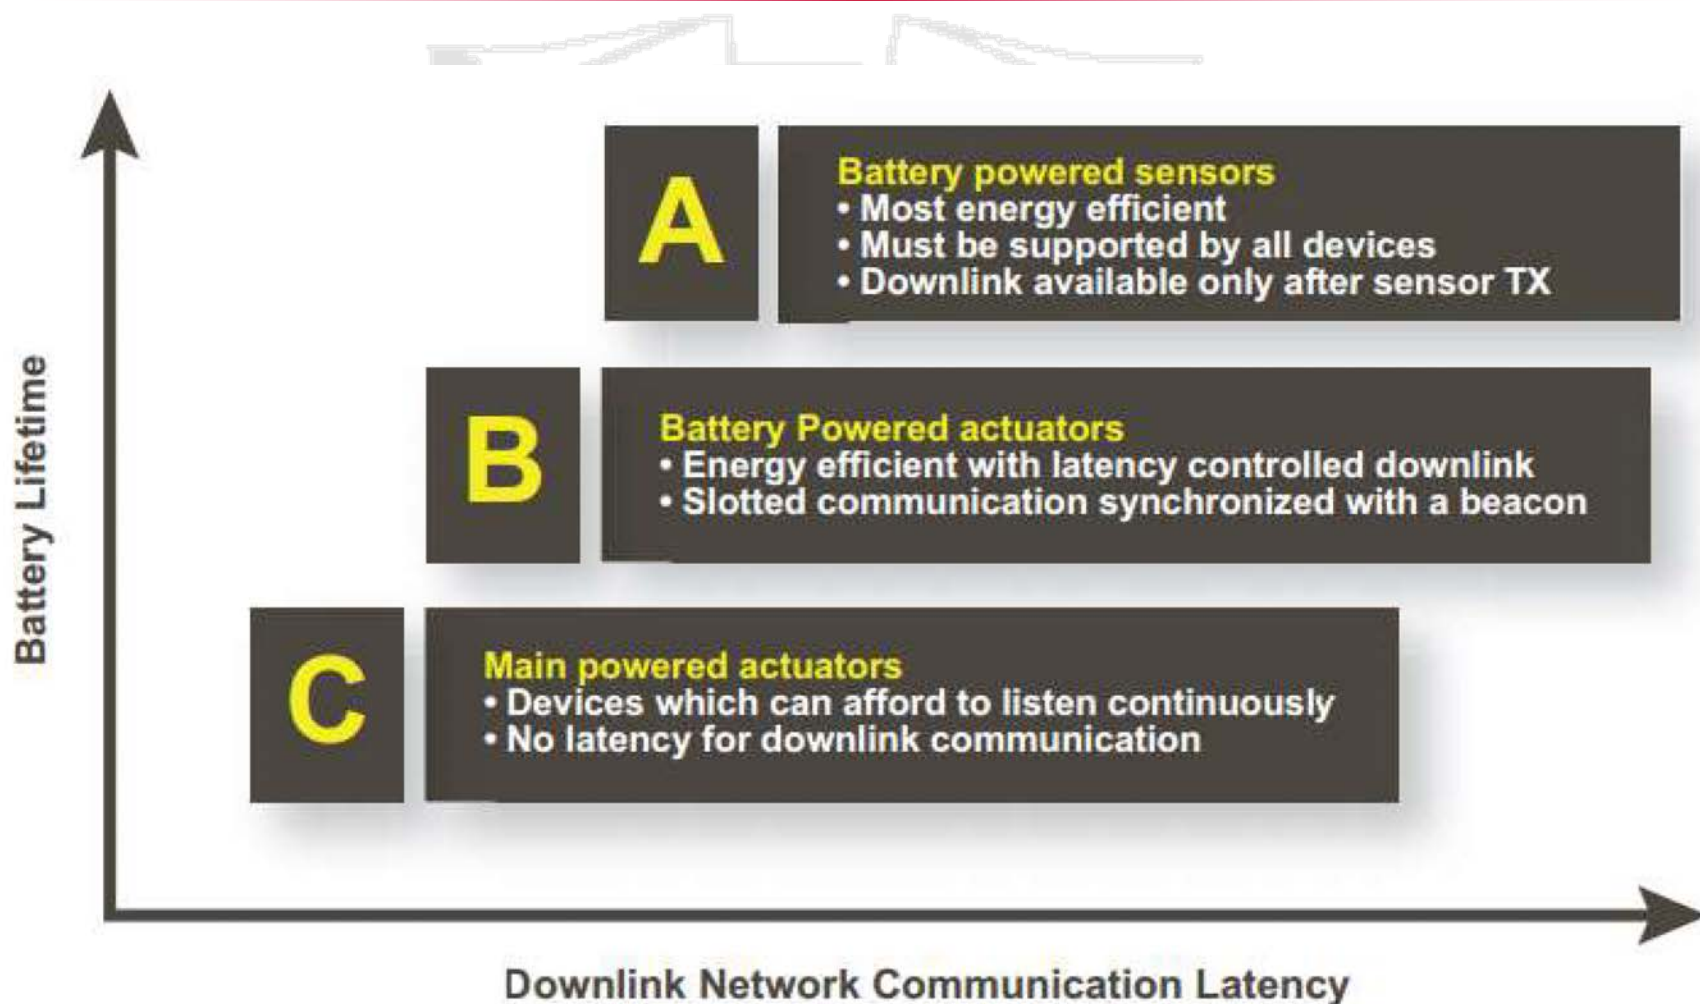 A
Battery powered sensors
• Most energy efficient
• Must be supported by all devices
• Downlink available only after sensor TX
B
Battery Powered actuators
• Energy efficient with latency controlled downlink
• Slotted communication synchronized with a beacon
C
Main powered actuators
• Devices which can afford to listen continuously
• No latency for downlink communication
Battery Lifetime
Downlink Network Communication Latency